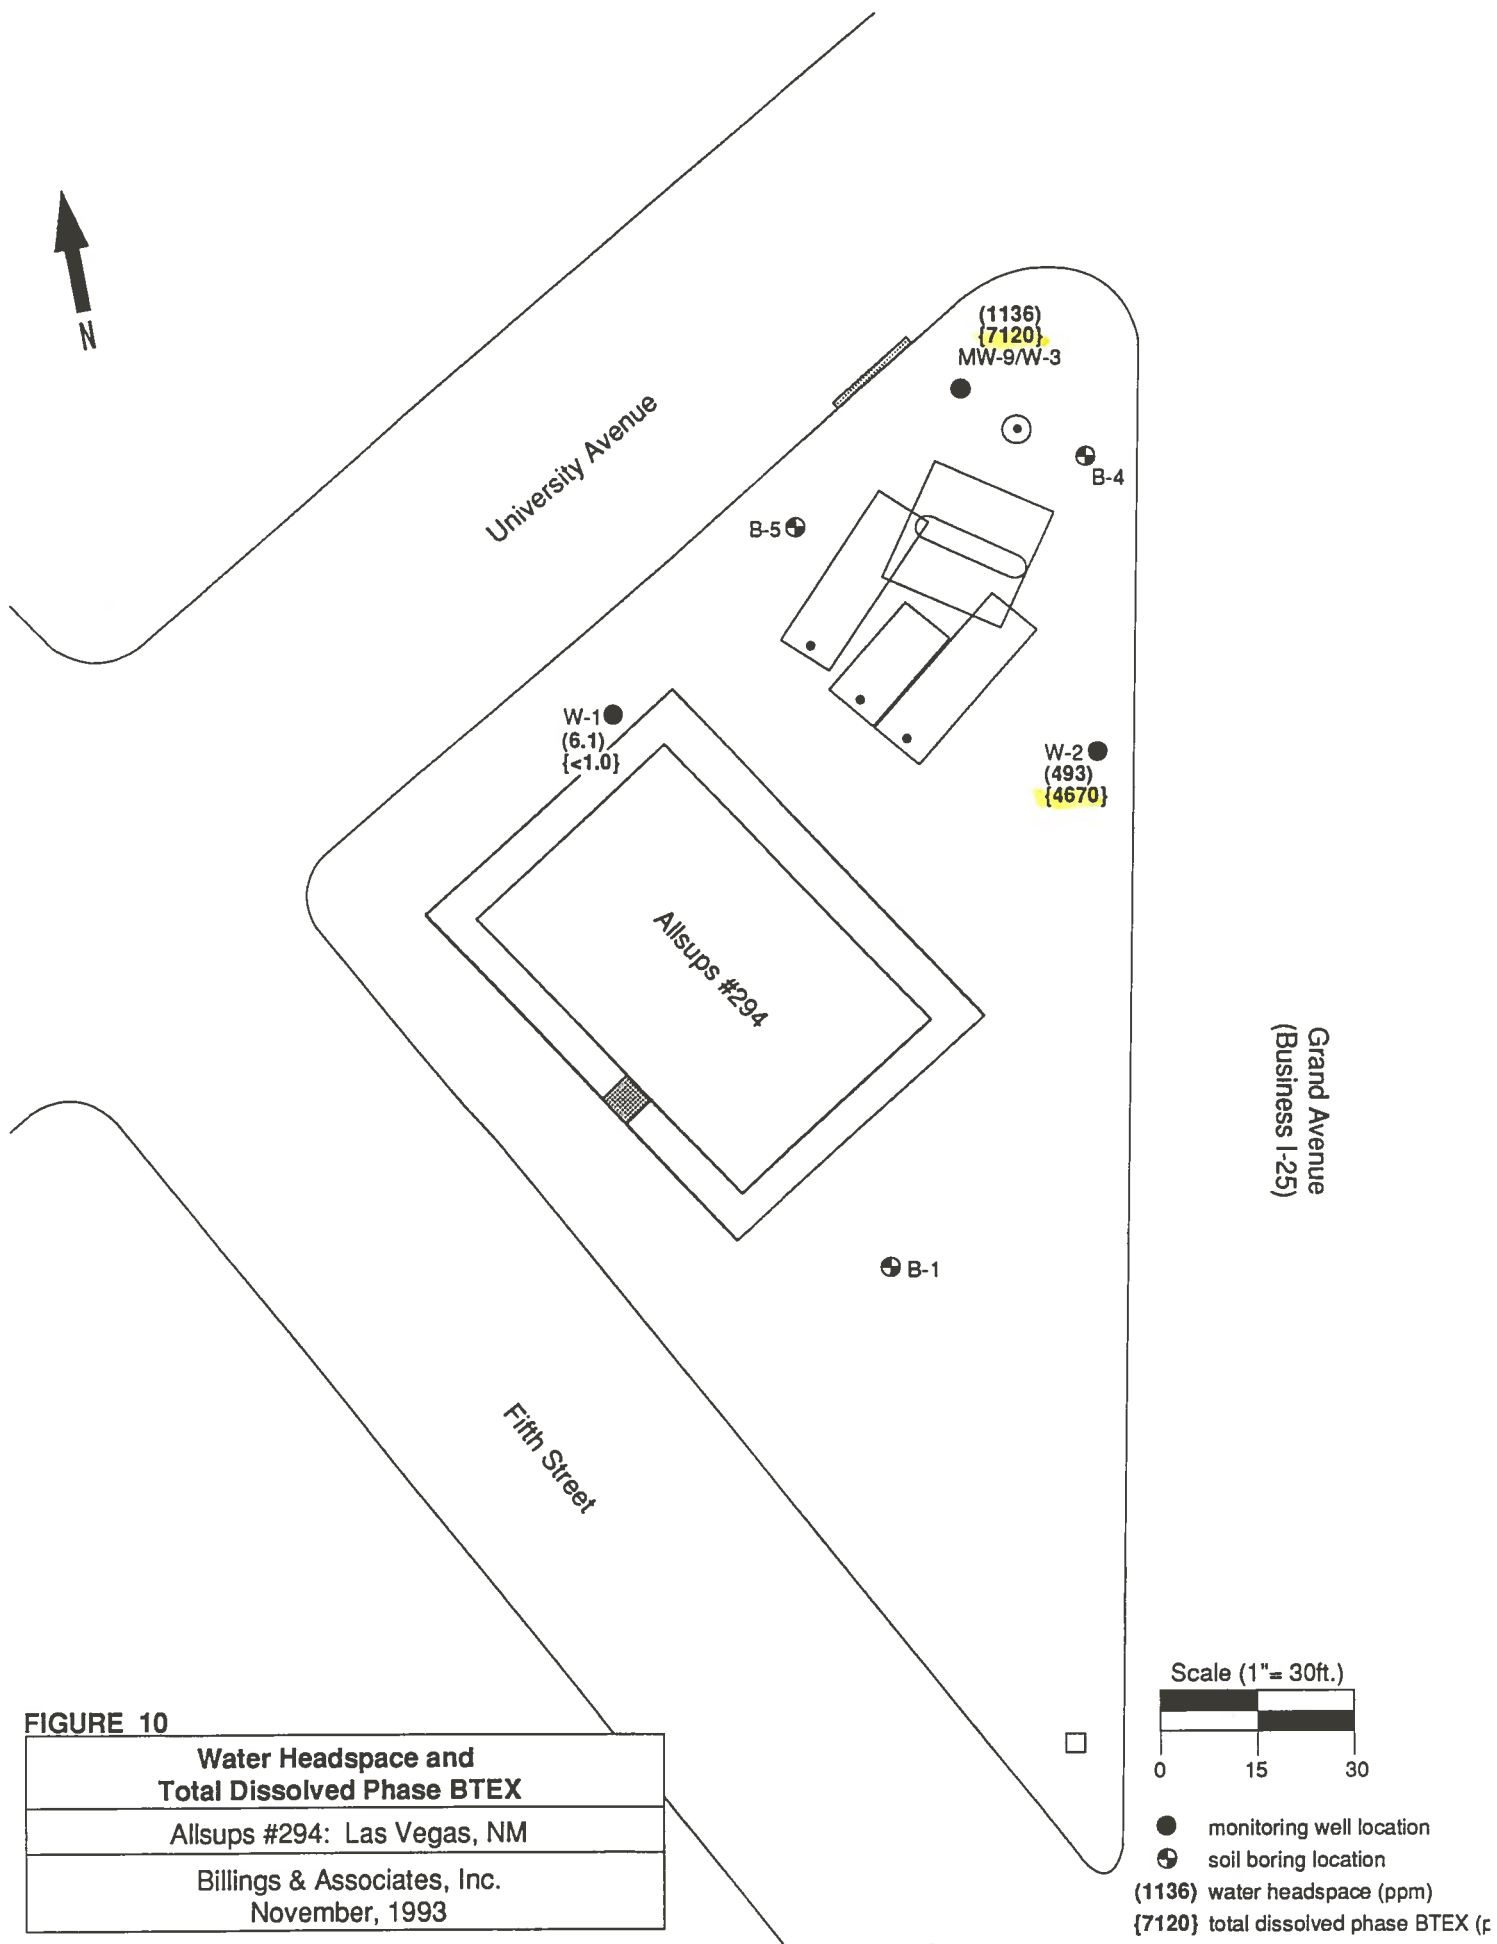 N
University Avenue
(1136)
{7120}
MW-9/W-3
B-4
B-5
W-1
(6.1)
{<1.0}
W-2
(493)
{4670}
Allsups #294
Grand Avenue
(Business I-25)
B-1
Fifth Street
Scale (1"= 30ft.)
0 15 30
monitoring well location
soil boring location
(1136) water headspace (ppm)
{7120} total dissolved phase BTEX (
FIGURE 10
Water Headspace and
Total Dissolved Phase BTEX
Allsups #294: Las Vegas, NM
Billings & Associates, Inc.
November, 1993